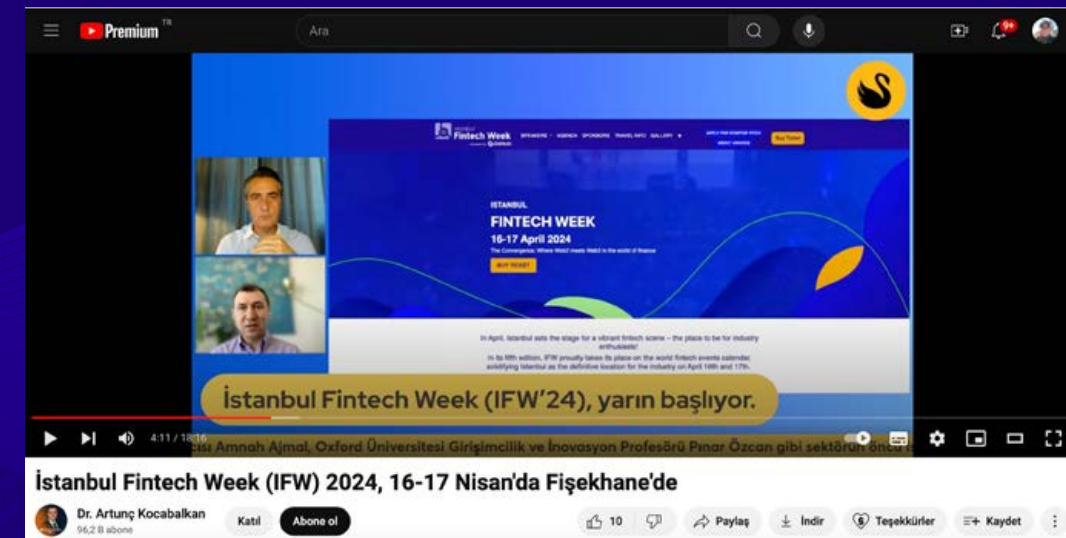 Premium TR
Ara
9+
Fintech Week SPEAKERS AGENDA SPONSORS TRAVEL INFO GALLERY
Buy Ticket
ISTANBUL
FINTECH WEEK
16-17 April 2024
The Convergence: Where Web2 meets Web3 in the world of finance
BUY TICKET
In April, Istanbul sets the stage for a vibrant fintech scene – the place to be for industry
enthusiasts!
In its fifth edition, IFW proudly takes its place on the world fintech events calendar,
solidifying Istanbul as the definitive location for the industry on April 16th and 17th.
İstanbul Fintech Week (IFW'24), yarın başlıyor.
Amnah Ajmal, Oxford Üniversitesi Girişimcilik ve İnovasyon Profesörü Pınar Özcan gibi sektörün öncü
4:11 / 18:16
İstanbul Fintech Week (IFW) 2024, 16-17 Nisan'da Fişekhane'de
Dr. Artunç Kocabalkan
96,2 B abone
Katıl
Abone ol
10
Paylaş
İndir
Teşekkürler
Kaydet